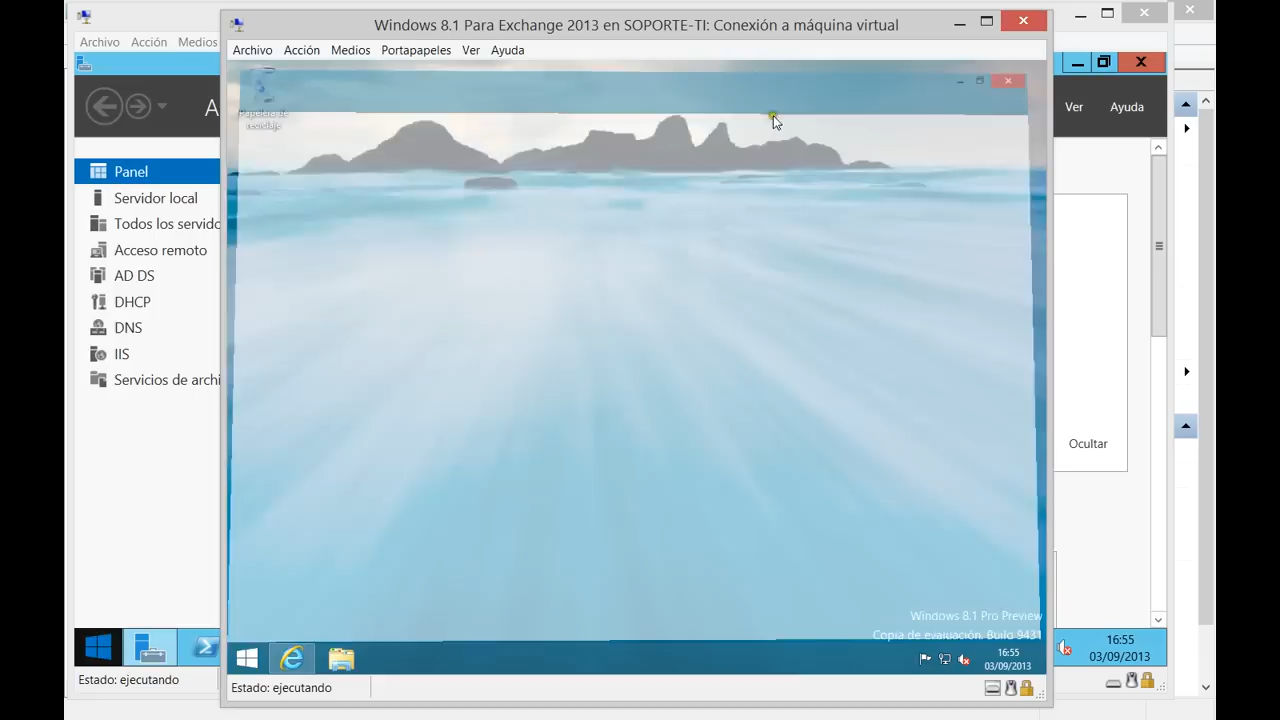 Windows 8.1 Para Exchange 2013 en SOPORTE-TI: Conexión a máquina virtual
Archivo Acción Medios Portapapeles Ver Ayuda
Archivo Acción Medios
A
Ver Ayuda
Papelera de
reciclaje
Panel
Servidor local
Todos los servido
Acceso remoto
AD DS
DHCP
DNS
IIS
Servicios de archi
Ocultar
Windows 8.1 Pro Preview
Copia de evaluación. Build 9431
16:55
03/09/2013
16:55
03/09/2013
Estado: ejecutando
Estado: ejecutando